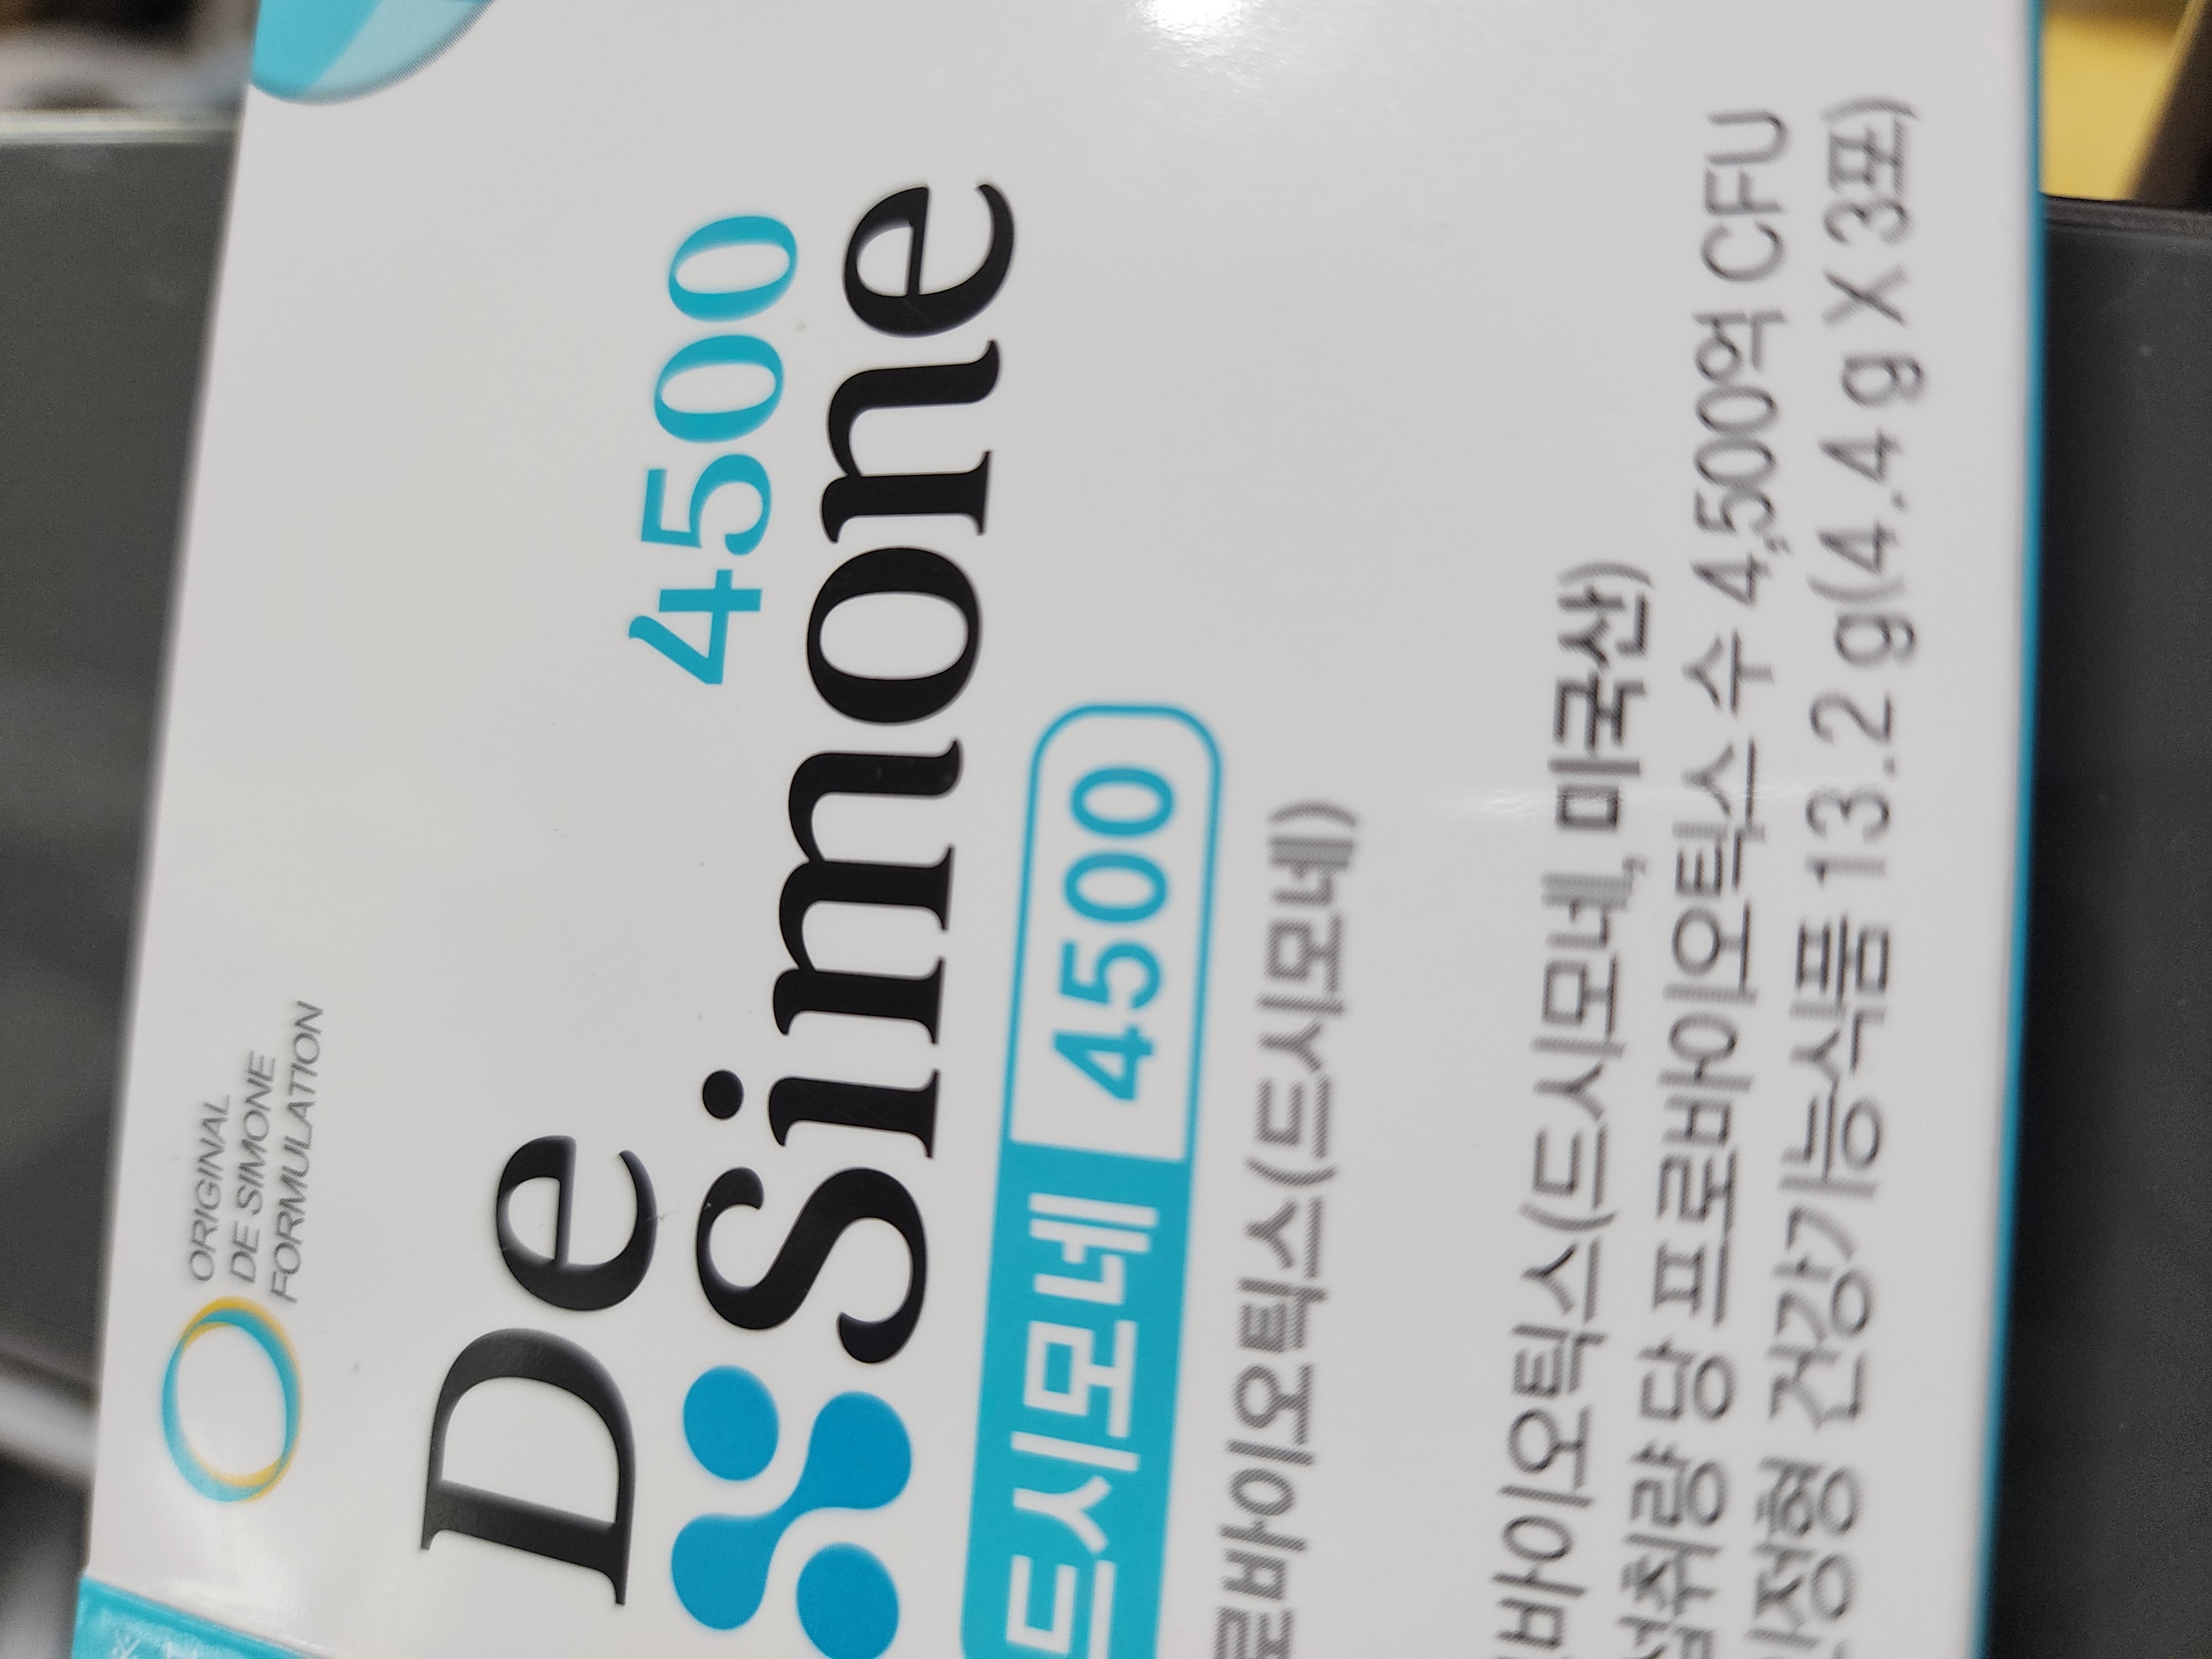 ORIGINAL
DE SIMONE
FORMULATION
De
4500
Simone
드시모네 4500
로바이오틱스(드시모네)
바이오틱스(드시모네, 미국산)
섭취량 당 프로바이오틱스 수 4,500억 CFU
정형 건강기능식품 13.2 g(4.4 g X 3포)